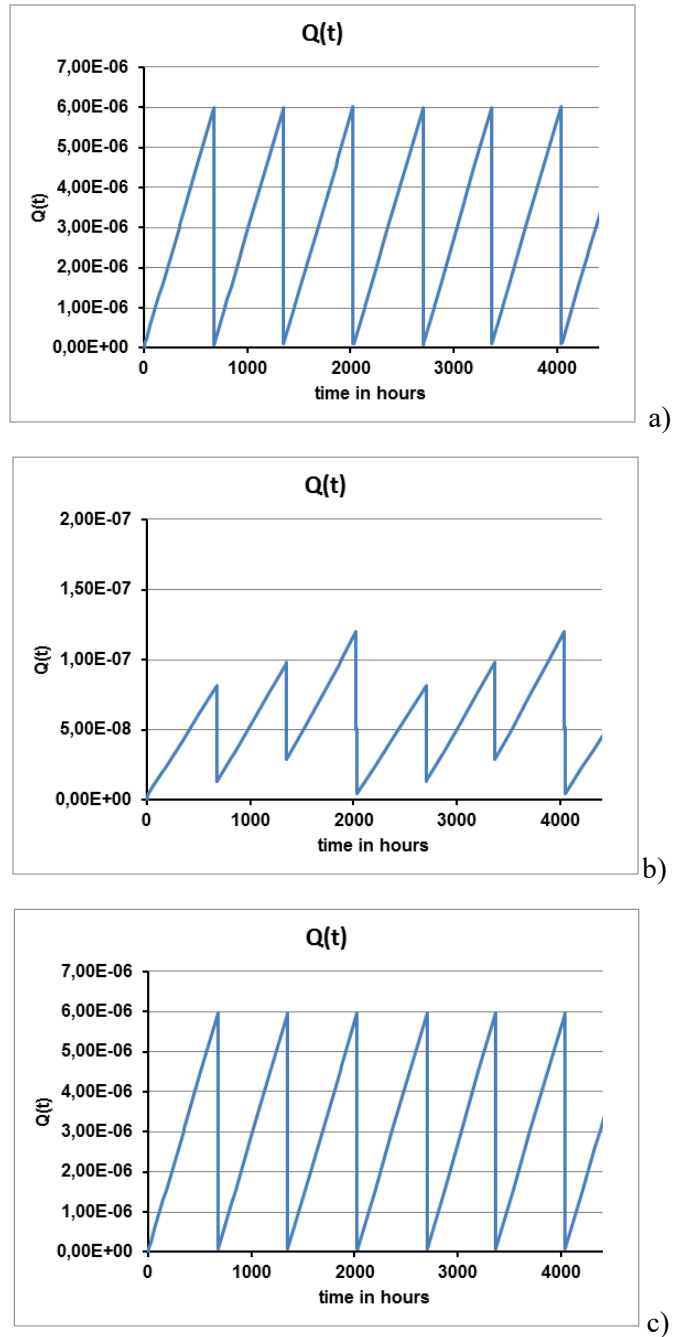 Q(t)
7,00E-06
6,00E-06
5,00E-06
4,00E-06
3,00E-06
2,00E-06
1,00E-06
0,00E+00
Q(t)
0 1000 2000 3000 4000
time in hours
a)
Q(t)
2,00E-07
1,50E-07
1,00E-07
5,00E-08
0,00E+00
Q(t)
0 1000 2000 3000 4000
time in hours
b)
Q(t)
7,00E-06
6,00E-06
5,00E-06
4,00E-06
3,00E-06
2,00E-06
1,00E-06
0,00E+00
Q(t)
0 1000 2000 3000 4000
time in hours
c)